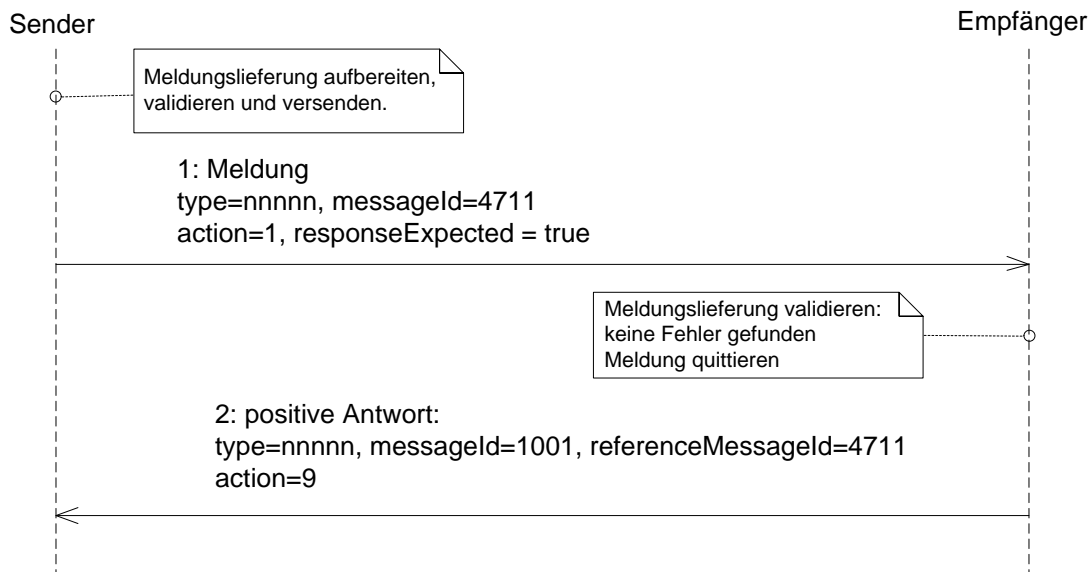 Sender
Empfänger
Meldungslieferung aufbereiten,
validieren und versenden.
1: Meldung
type=nnnnn, messageId=4711
action=1, responseExpected = true
Meldungslieferung validieren:
keine Fehler gefunden
Meldung quittieren
2: positive Antwort:
type=nnnnn, messageId=1001, referenceMessageId=4711
action=9